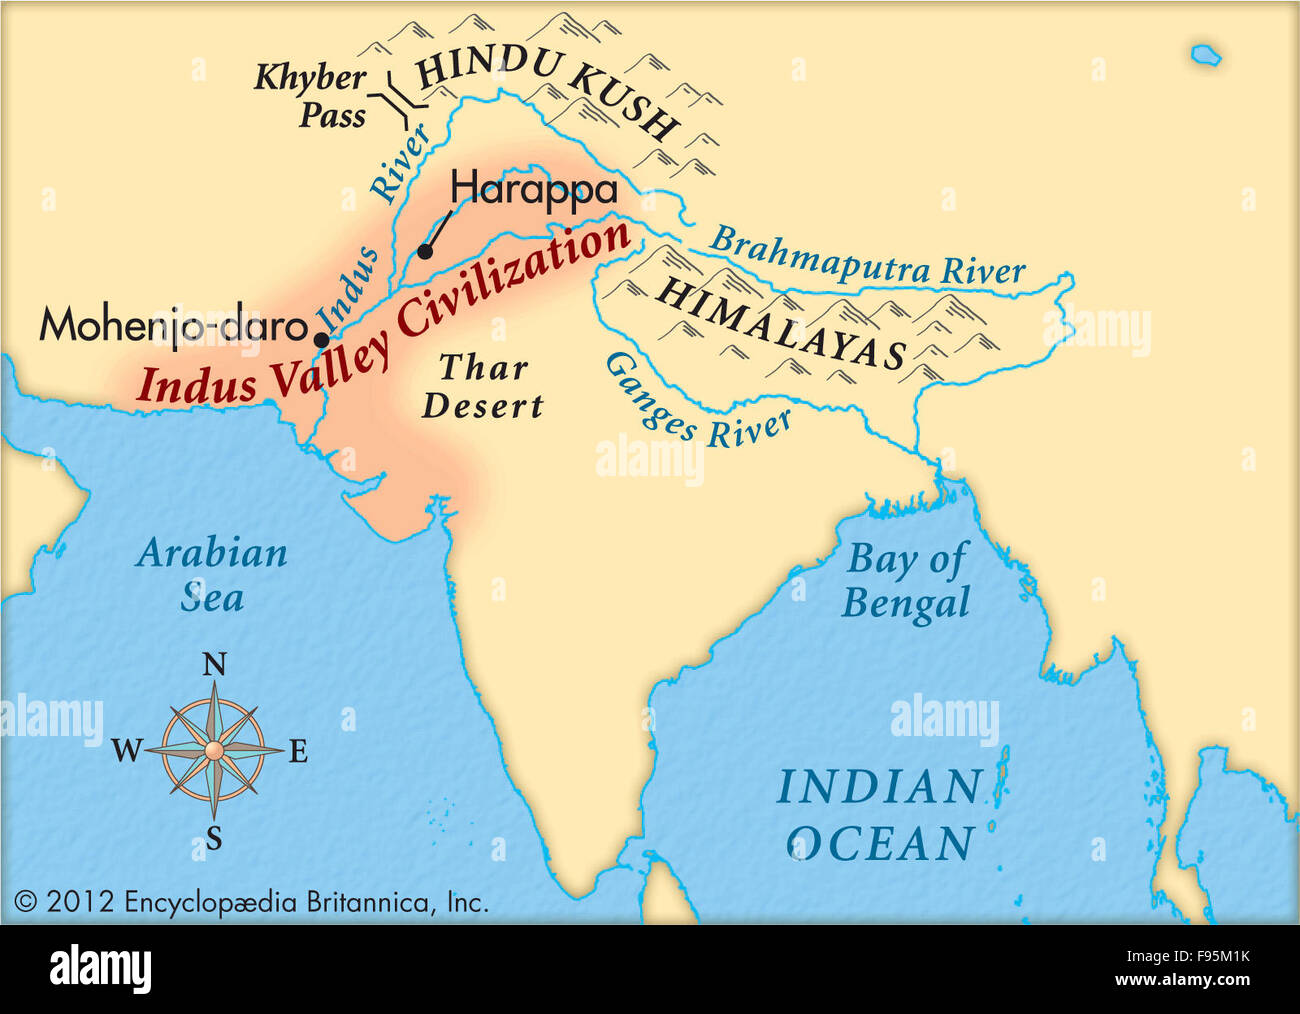 HINDU KUSH
Khyber
Pass
Indus River
Harappa
Brahmaputra River
Mohenjo-daro
Indus Valley Civilization
HIMALAYAS
Thar
Desert
Ganges River
Arabian
Sea
Bay of
Bengal
N
W E
S
INDIAN
OCEAN
© 2012 Encyclopædia Britannica, Inc.
alamy
a
alamy
Image ID: F95M1K
www.alamy.com